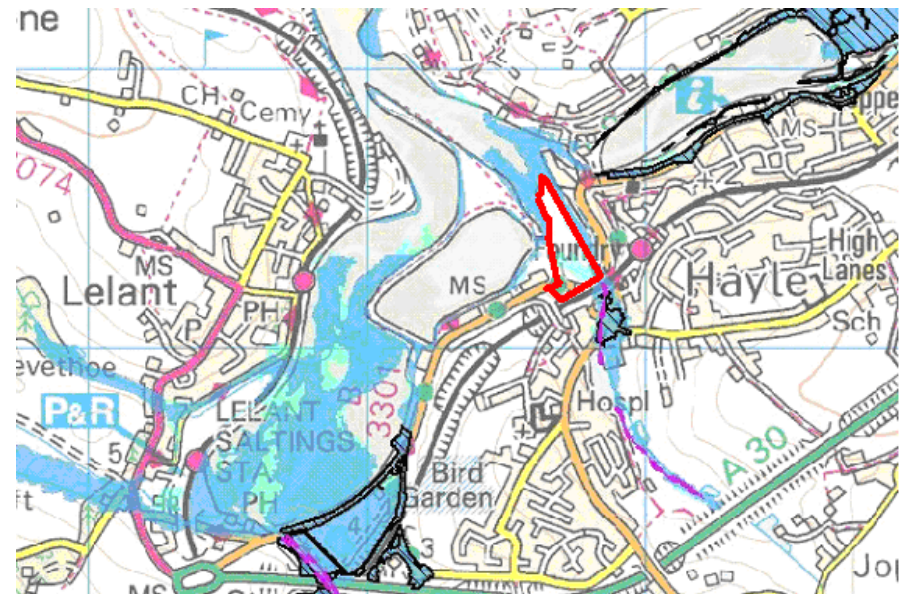 ne
CH
Cemy
i
MS
074
MS
Lelant
P
PH
MS
Foundry
Hayle
High
Lanes
Sch
evethoe
P&R
5
LELANT
SALTINGS
STA
PH
B
3301
Hospl
A 30
ft
Bird
Garden
4
3
MS
Jo